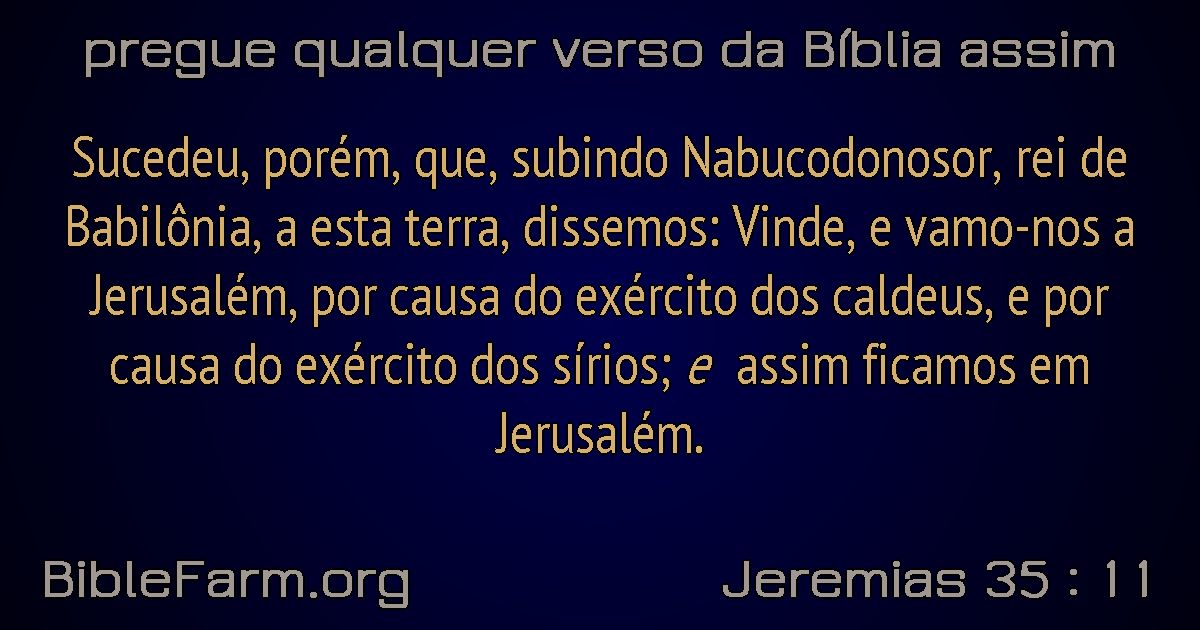 pregue qualquer verso da Bíblia assim
Sucedeu, porém, que, subindo Nabucodonosor, rei de
Babilônia, a esta terra, dissemos: Vinde, e vamo-nos a
Jerusalém, por causa do exército dos caldeus, e por
causa do exército dos sírios; e assim ficamos em
Jerusalém.
BibleFarm.org
Jeremias 35 : 11